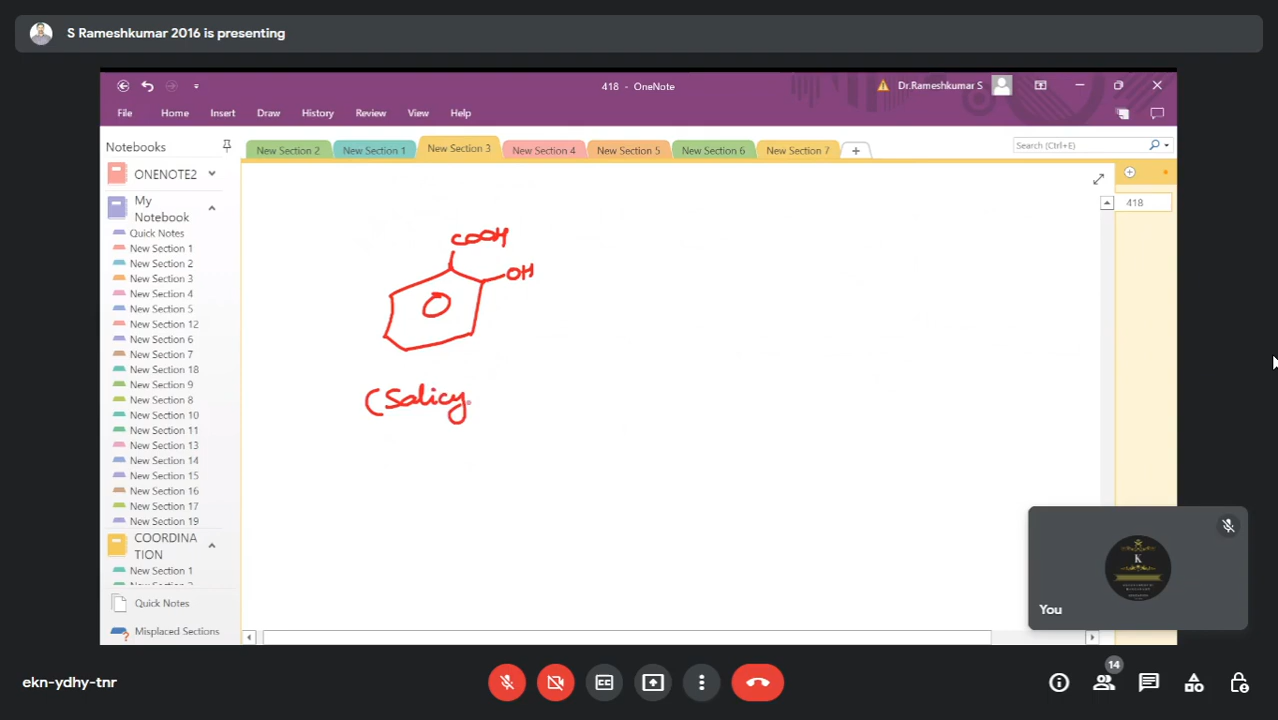 S Rameshkumar 2016 is presenting
418 - OneNote
Dr.Rameshkumar S
File Home Insert Draw History Review View Help
Notebooks
New Section 2 New Section 1 New Section 3 New Section 4 New Section 5 New Section 6 New Section 7 +
Search (Ctrl+E)
ONENOTE2
My
Notebook
Quick Notes
New Section 1
New Section 2
New Section 3
New Section 4
New Section 5
New Section 12
New Section 6
New Section 7
New Section 18
New Section 9
New Section 8
New Section 10
New Section 11
New Section 13
New Section 14
New Section 15
New Section 16
New Section 17
New Section 19
COORDINA
TION
New Section 1
Quick Notes
Misplaced Sections
418
COOH
OH
(Salicy
K
You
ekn-ydhy-tnr
CC
14